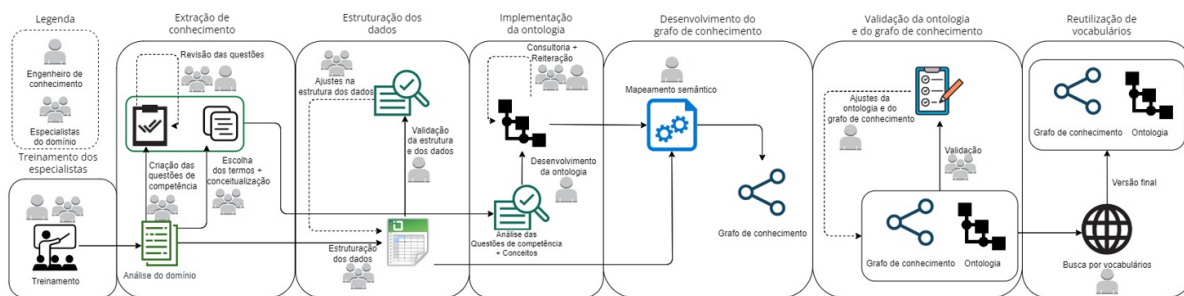 Legenda
Engenheiro de
conhecimento
Especialistas
do domínio
Treinamento dos
especialistas
Treinamento
Extração de
conhecimento
Revisão das questões
Criação das
questões de
competência
Escolha
dos termos +
conceitualização
Análise do domínio
Estruturação dos
dados
Ajustes na
estrutura dos dados
Validação
da estrutura
e dos dados
Estruturação
dos dados
Implementação
da ontologia
Consultoria +
Reiteração
Desenvolvimento
da ontologia
Análise das
Questões de competência
+ Conceitos
Desenvolvimento do
grafo de conhecimento
Mapeamento semântico
Grafo de conhecimento
Validação da ontologia
e do grafo de conhecimento
Ajustes da
ontologia e do
grafo de conhecimento
Validação
Grafo de conhecimento
Ontologia
Reutilização de
vocabulários
Grafo de conhecimento
Ontologia
Versão final
Busca por vocabulários